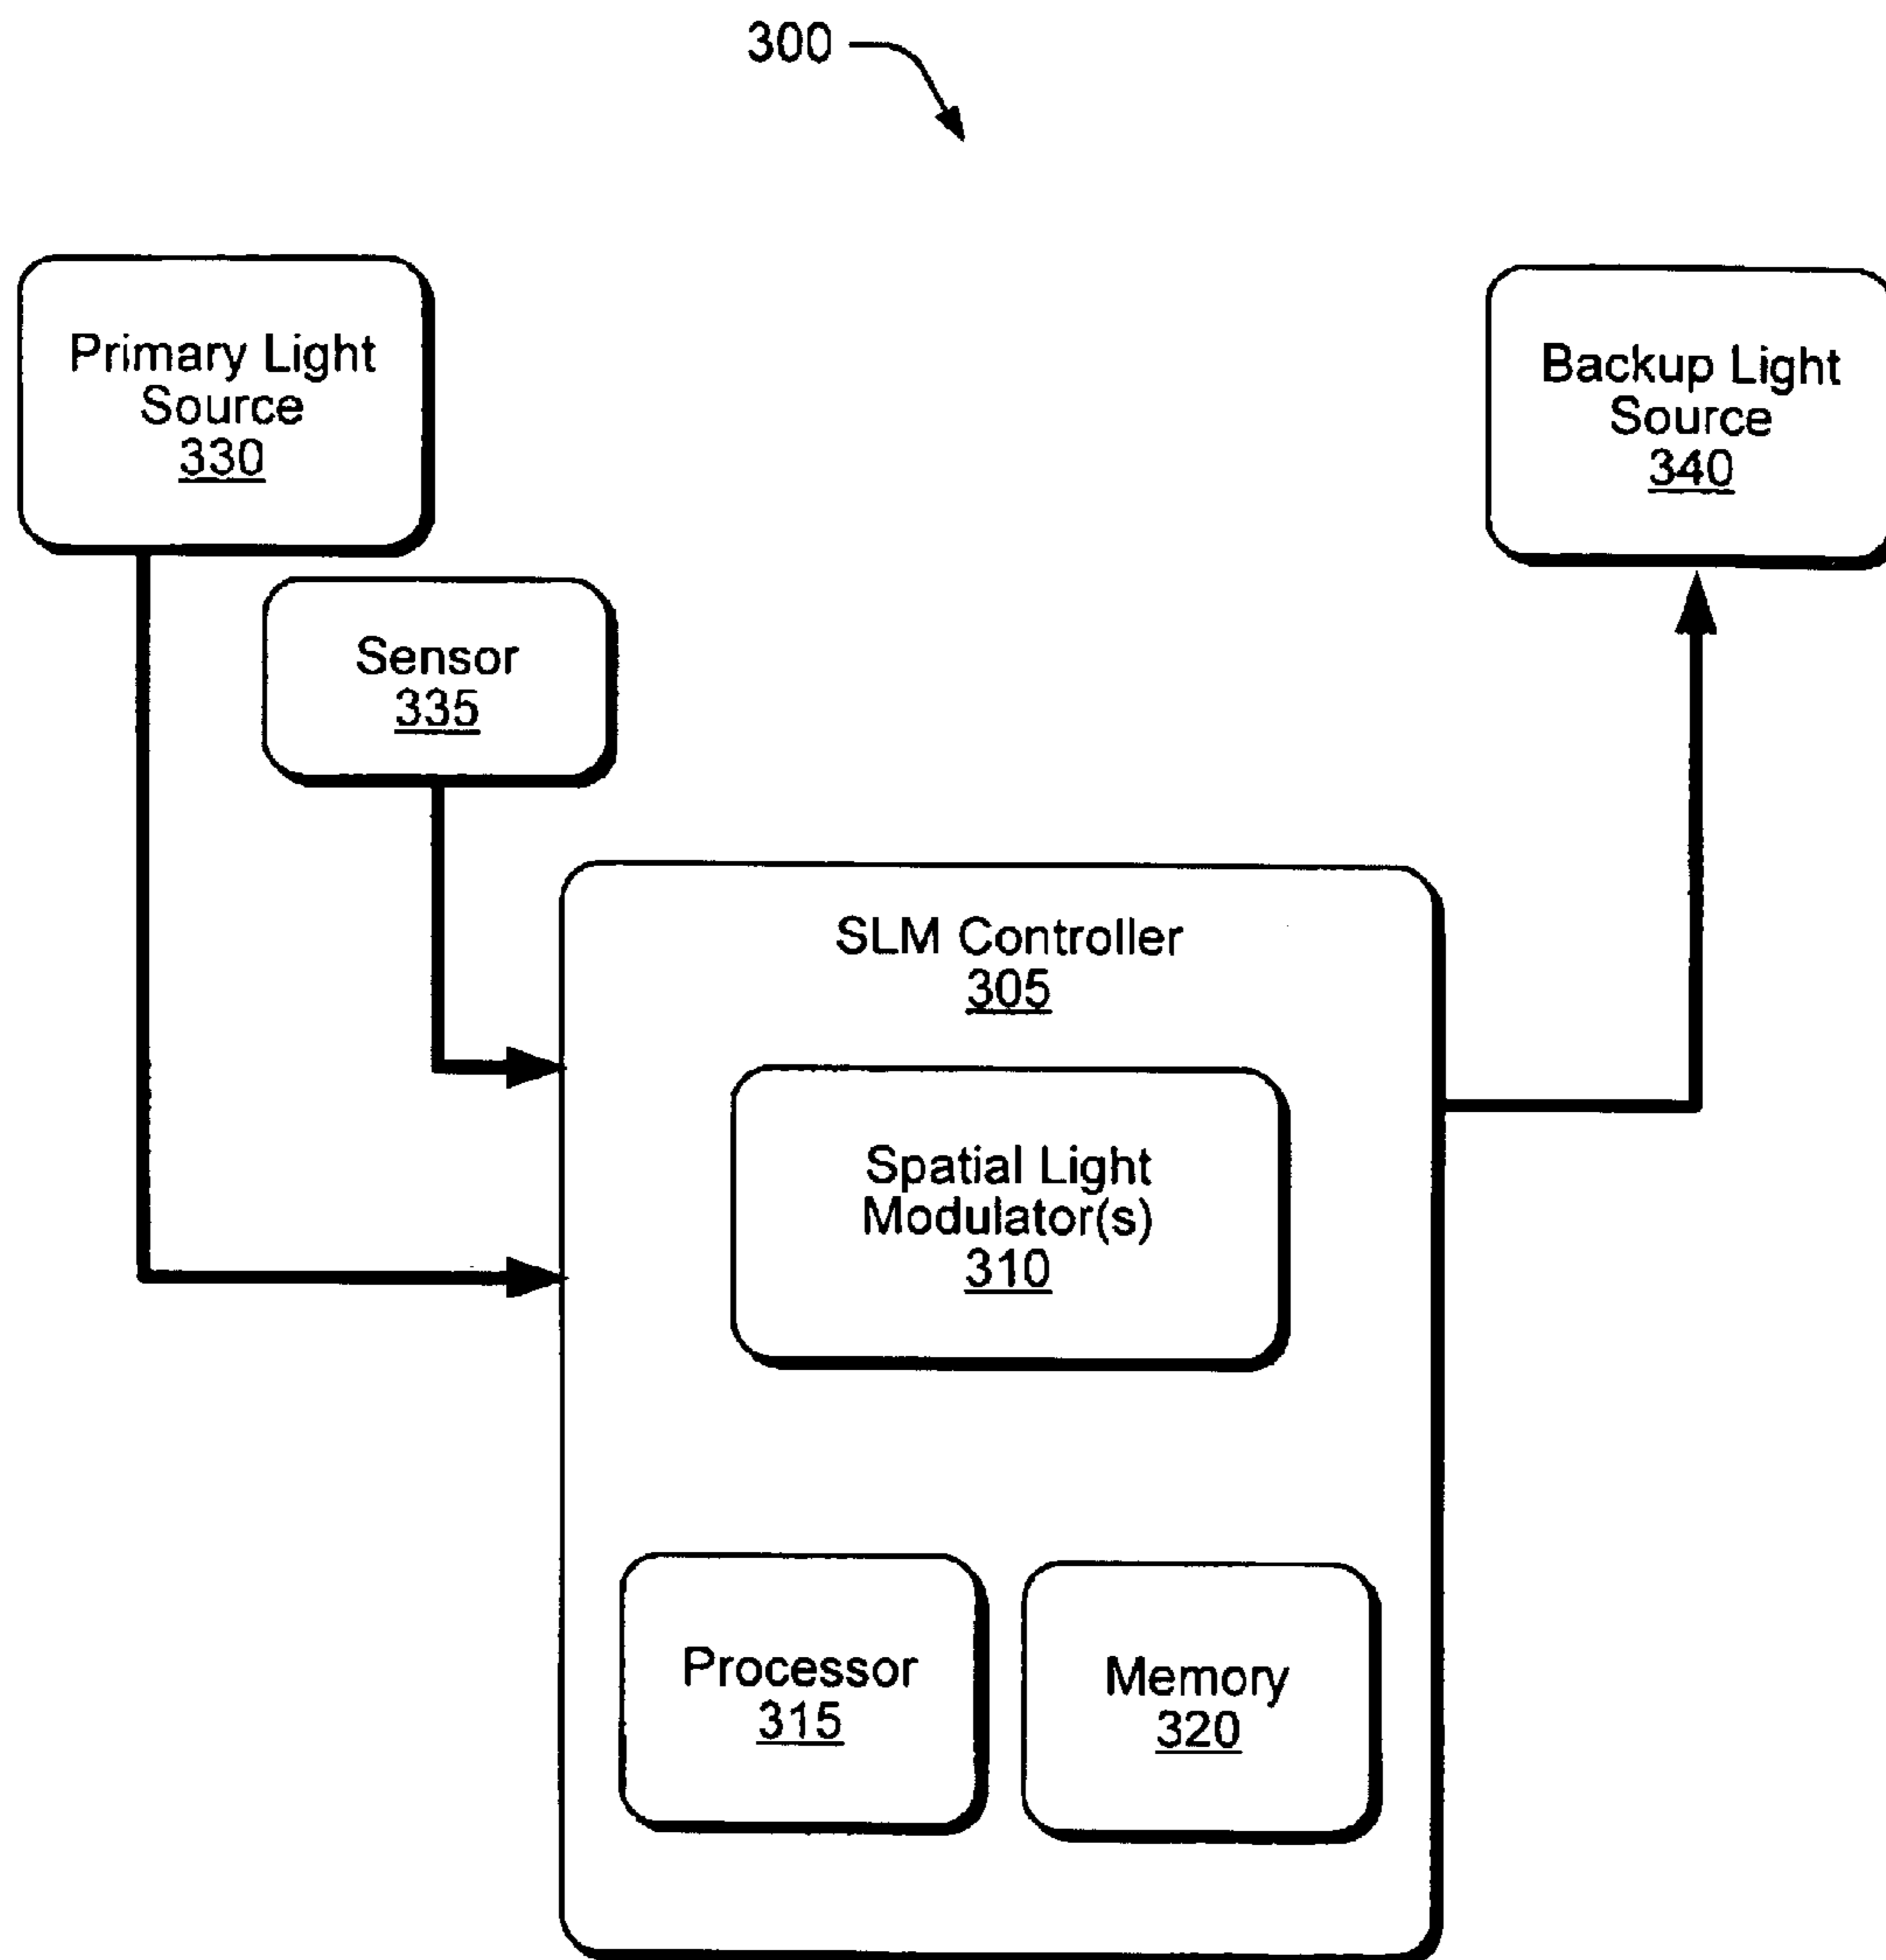 300
Primary Light
Source
330
Backup Light
Source
340
Sensor
335
SLM Controller
305
Spatial Light
Modulator(s)
310
Processor
315
Memory
320